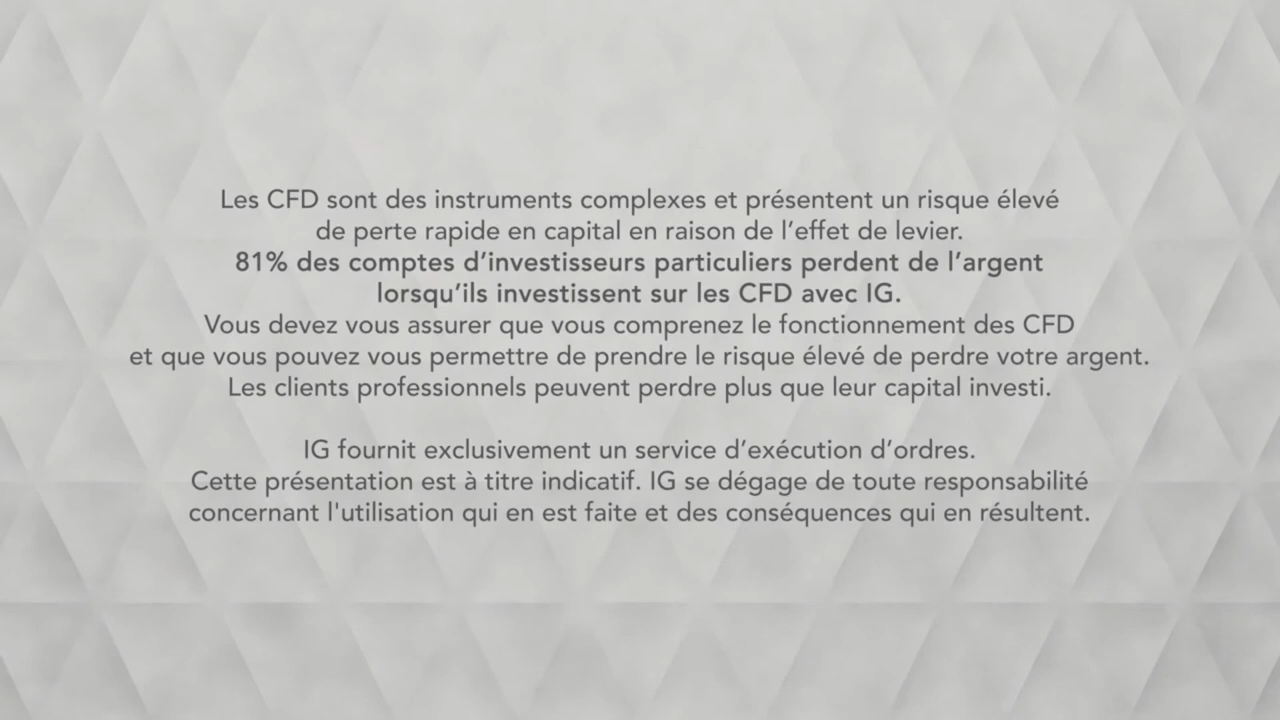 Les CFD sont des instruments complexes et présentent un risque élevé
de perte rapide en capital en raison de l’effet de levier.
81% des comptes d’investisseurs particuliers perdent de l’argent
lorsqu’ils investissent sur les CFD avec IG.
Vous devez vous assurer que vous comprenez le fonctionnement des CFD
et que vous pouvez vous permettre de prendre le risque élevé de perdre votre argent.
Les clients professionnels peuvent perdre plus que leur capital investi.
IG fournit exclusivement un service d’exécution d’ordres.
Cette présentation est à titre indicatif. IG se dégage de toute responsabilité
concernant l'utilisation qui en est faite et des conséquences qui en résultent.